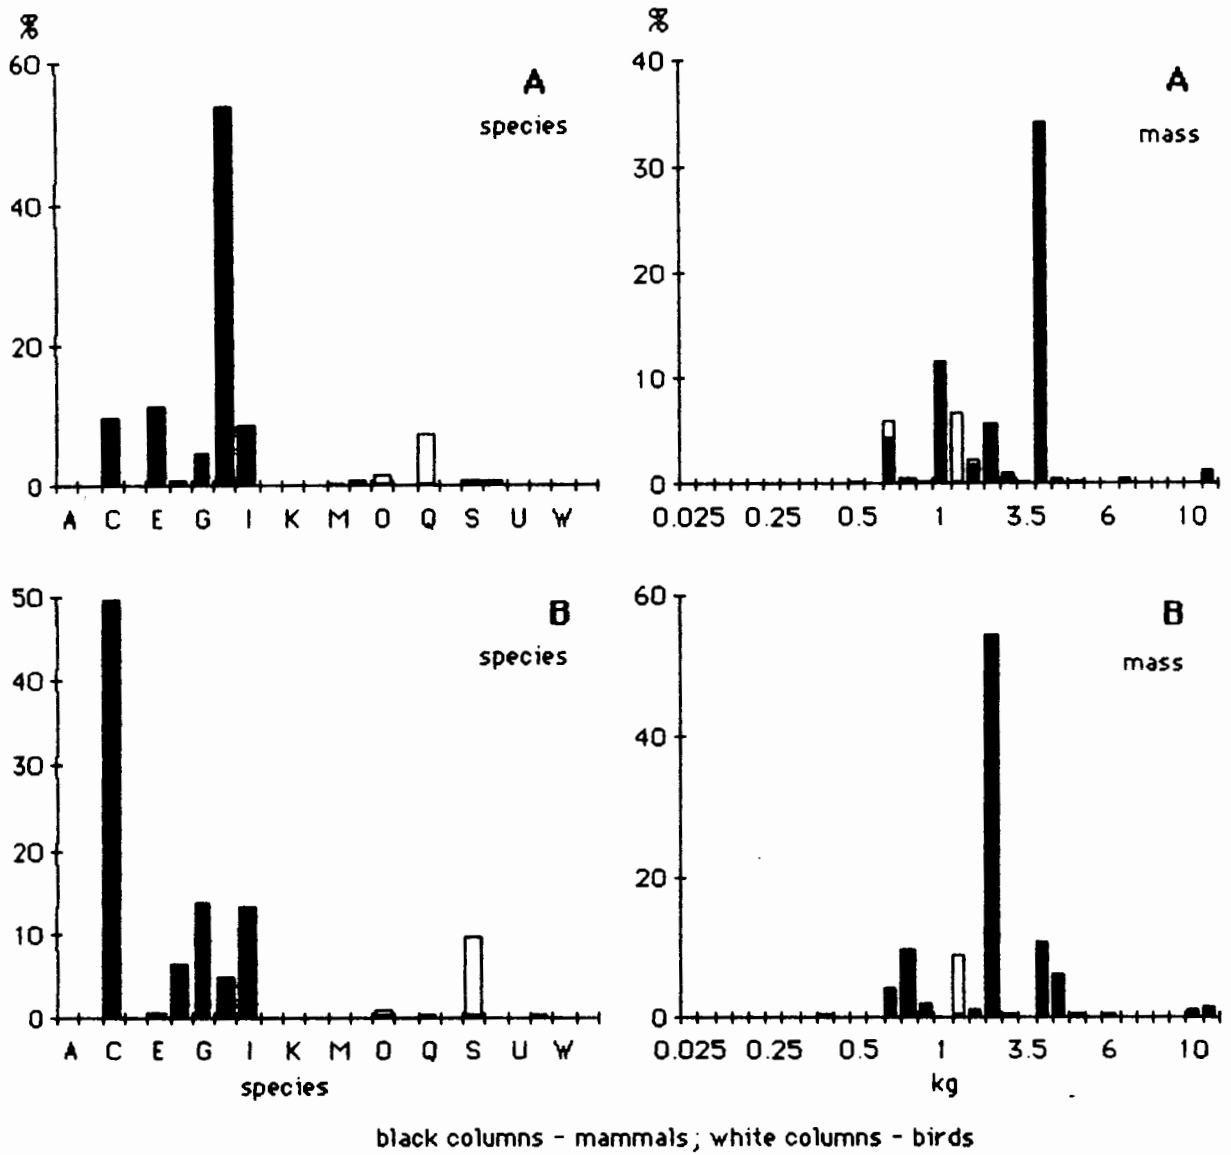 %
60
40
20
0
A
species
A C E G I K M O Q S U W
%
40
30
20
10
0
A
mass
0.025 0.25 0.5 1 3.5 6 10
50
40
30
20
10
0
B
species
A C E G I K M O Q S U W
species
60
40
20
0
B
mass
0.025 0.25 0.5 1 3.5 6 10
kg
black columns - mammals; white columns - birds